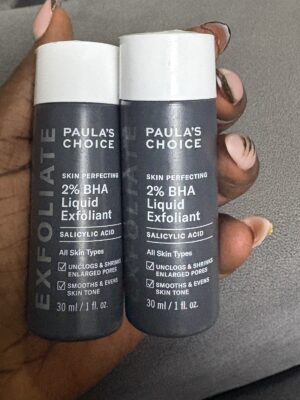 EXFOLIATE
PAULA'S
CHOICE
SKIN PERFECTING
2% BHA
Liquid
Exfoliant
SALICYLIC ACID
All Skin Types
UNCLOGS & SHRINKS
ENLARGED PORES
SMOOTHS & EVENS
SKIN TONE
30 ml / 1 fl. oz.
EXFOLIATE
PAULA'S
CHOICE
SKIN PERFECTING
2% BHA
Liquid
Exfoliant
SALICYLIC ACID
All Skin Types
UNCLOGS & SHRINKS
ENLARGED PORES
SMOOTHS & EVENS
SKIN TONE
30 ml / 1 fl. oz.